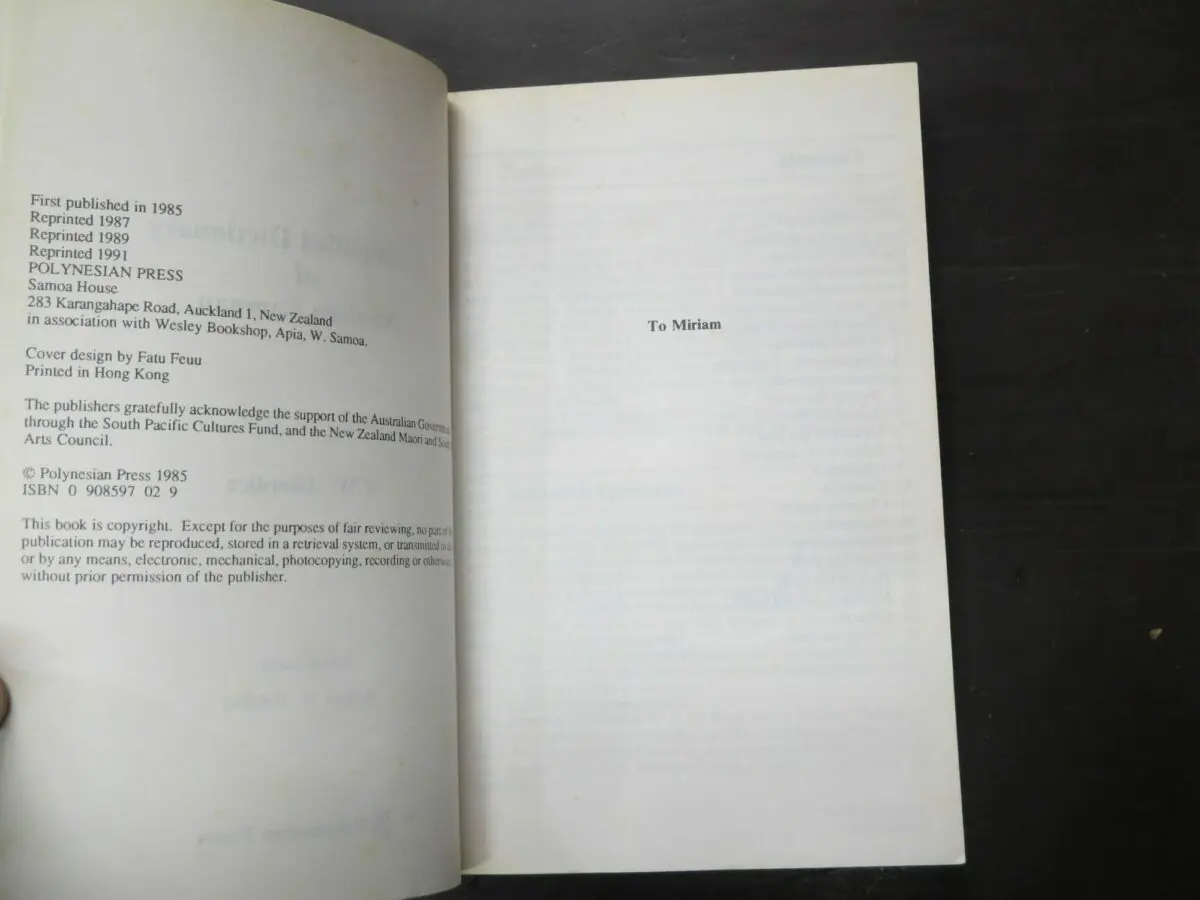 First published in 1985
Reprinted 1987
Reprinted 1989
Reprinted 1991
POLYNESIAN PRESS
Samoa House
283 Karangahape Road, Auckland 1, New Zealand
in association with Wesley Bookshop, Apia, W. Samoa.
Cover design by Fatu Feuu
Printed in Hong Kong
The publishers gratefully acknowledge the support of the Australian
through the South Pacific Cultures Fund, and the New Zealand Maori and
Arts Council.
© Polynesian Press 1985
ISBN 0 908597 02 9
This book is copyright. Except for the purposes of fair reviewing, no part of
publication may be reproduced, stored in a retrieval system, or transmitted in
or by any means, electronic, mechanical, photocopying, recording or
without prior permission of the publisher.
To Miriam